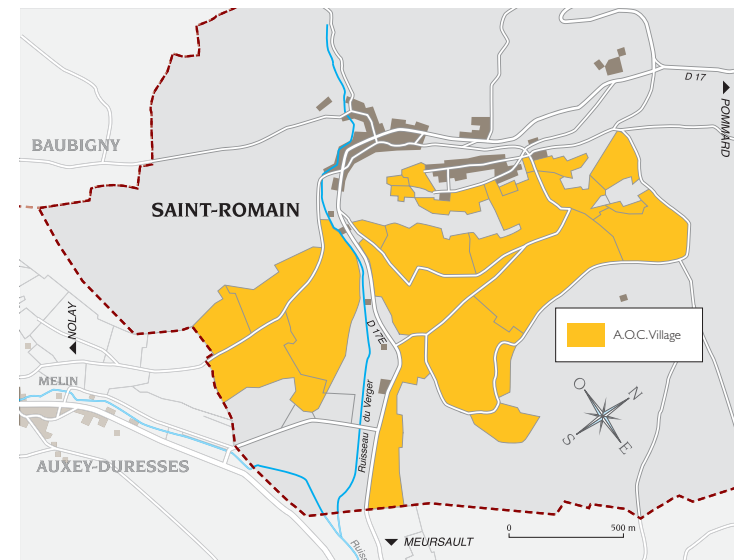 D 17
POMMARD
BAUBIGNY
SAINT-ROMAIN
NOLAY
D 17E
A.O.C.Village
MELIN
O
N
S
E
Ruisseau du Verger
AUXEY-DURESSES
0
500 m
MEURSAULT